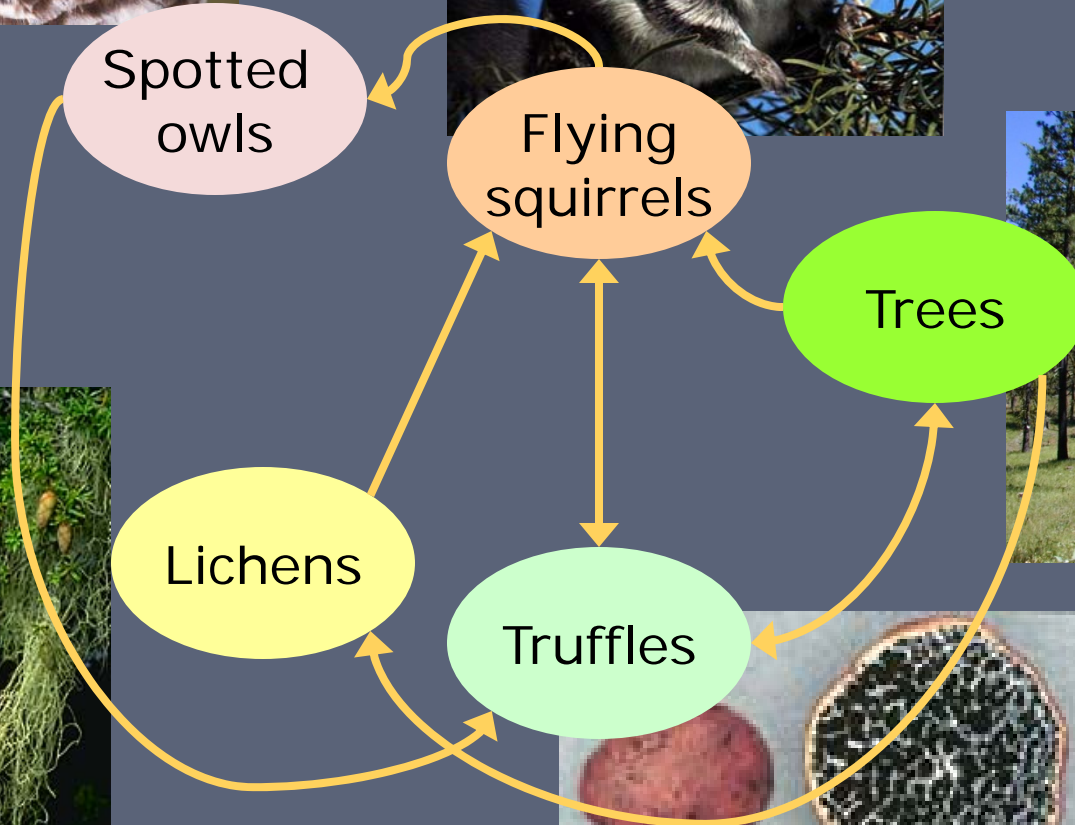 Spotted
owls
Flying
squirrels
Trees
Lichens
Truffles